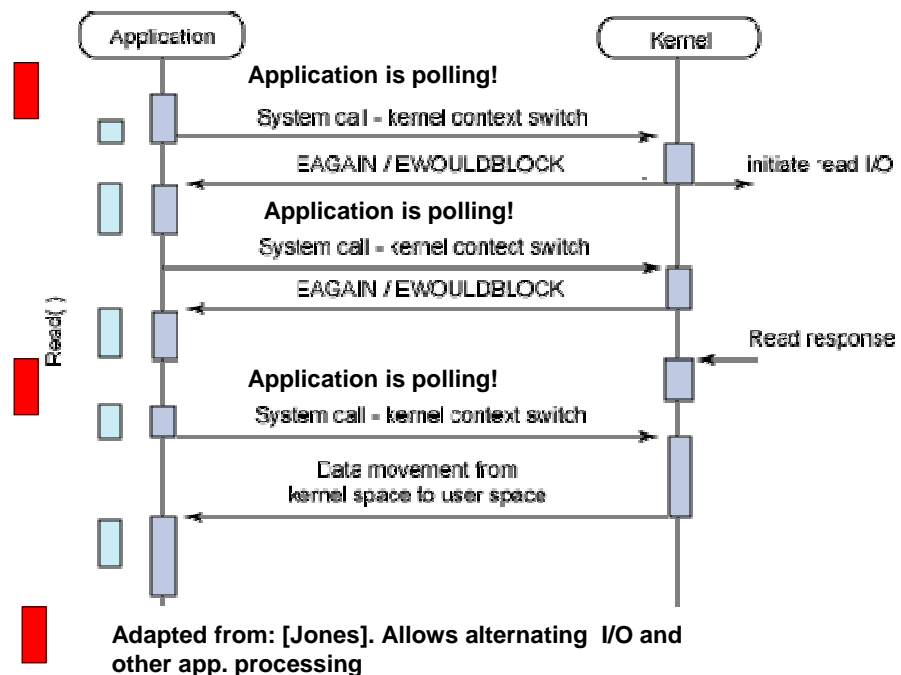 Application
Kernel
Application is polling!
System call - kernel context switch
EAGAIN / EWOULDBLOCK
initiate read I/O
Application is polling!
System call - kernel contect switch
EAGAIN / EWOULDBLOCK
Read( )
Read response
Application is polling!
System call - kernel context switch
Data movement from
kernel space to user space
Adapted from: [Jones]. Allows alternating I/O and
other app. processing